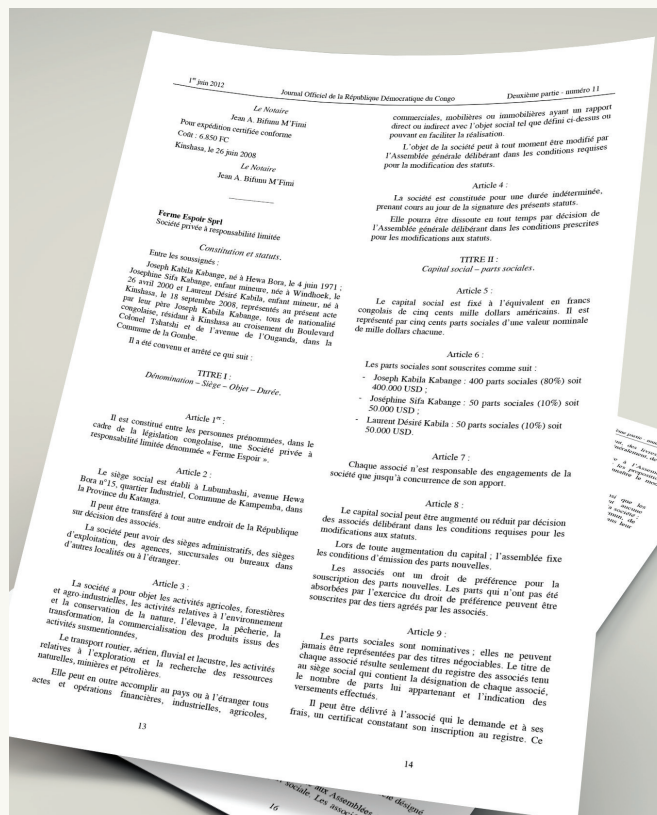 1er juin 2012 Journal Officiel de la République Démocratique du Congo Deuxième partie - numéro 11
Le Notaire
Jean A. Bifunu M'Fimi
Pour expédition certifiée conforme
Coût : 6.850 FC
Kinshasa, le 26 juin 2008
Le Notaire
Jean A. Bifunu M'Fimi
Ferme Espoir Sprl
Société privée à responsabilité limitée
Constitution et statuts.
Entre les soussignés :
Joseph Kabila Kabange, né à Hewa Bora, le 4 juin 1971 ;
Josephine Sifa Kabange, enfant mineure, née à Windhoek, le
26 avril 2000 et Laurent Désiré Kabila, enfant mineur, né à
Kinshasa, le 18 septembre 2008, représentés au présent acte
par leur père Joseph Kabila Kabange, tous de nationalité
congolaise, résidant à Kinshasa au croisement du Boulevard
Colonel Tshatshi et de l'avenue de l'Ouganda, dans la
Commune de la Gombe.
Il a été convenu et arrêté ce qui suit :
TITRE I :
Dénomination – Siège – Objet – Durée.
Article 1er :
Il est constitué entre les personnes prénommées, dans le
cadre de la législation congolaise, une Société privée à
responsabilité limitée dénommée « Ferme Espoir ».
Article 2 :
Le siège social est établi à Lubumbashi, avenue Hewa
Bora n°15, quartier Industriel, Commune de Kampemba, dans
la Province du Katanga.
Il peut être transféré à tout autre endroit de la République
sur décision des associés.
La société peut avoir des sièges administratifs, des sièges
d'exploitation, des agences, succursales ou bureaux dans
d'autres localités ou à l'étranger.
Article 3 :
La société a pour objet les activités agricoles, forestières
et agro-industrielles, les activités relatives à l'environnement
et la conservation de la nature, l'élevage, la pêcherie, la
transformation, la commercialisation des produits issus des
activités susmentionnées,
Le transport routier, aérien, fluvial et lacustre, les activités
relatives à l'exploration et la recherche des ressources
naturelles, minières et pétrolières.
Elle peut en outre accomplir au pays ou à l'étranger tous
actes et opérations financières, industrielles, agricoles,
13
commerciales, mobilières ou immobilières ayant un rapport
direct ou indirect avec l'objet social tel que défini ci-dessus ou
pouvant en faciliter la réalisation.
L'objet de la société peut à tout moment être modifié par
l'Assemblée générale délibérant dans les conditions requises
pour la modification des statuts.
Article 4 :
La société est constituée pour une durée indéterminée,
prenant cours au jour de la signature des présents statuts.
Elle pourra être dissoute en tout temps par décision de
l'Assemblée générale délibérant dans les conditions prescrites
pour les modifications aux statuts.
TITRE II :
Capital social – parts sociales.
Article 5 :
Le capital social est fixé à l'équivalent en francs
congolais de cinq cents mille dollars américains. Il est
représenté par cinq cents parts sociales d'une valeur nominale
de mille dollars chacune.
Article 6 :
Les parts sociales sont souscrites comme suit :
- Joseph Kabila Kabange : 400 parts sociales (80%) soit
400.000 USD ;
- Joséphine Sifa Kabange : 50 parts sociales (10%) soit
50.000 USD ;
- Laurent Désiré Kabila : 50 parts sociales (10%) soit
50.000 USD.
Article 7 :
Chaque associé n'est responsable des engagements de la
société que jusqu'à concurrence de son apport.
Article 8 :
Le capital social peut être augmenté ou réduit par décision
des associés délibérant dans les conditions requises pour les
modifications aux statuts.
Lors de toute augmentation du capital ; l'assemblée fixe
les conditions d'émission des parts nouvelles.
Les associés ont un droit de préférence pour la
souscription des parts nouvelles. Les parts qui n'ont pas été
absorbées par l'exercice du droit de préférence peuvent être
souscrites par des tiers agréés par les associés.
Article 9 :
Les parts sociales sont nominatives ; elles ne peuvent
jamais être représentées par des titres négociables. Le titre de
chaque associé résulte seulement du registre des associés tenu
au siège social qui contient la désignation de chaque associé,
le nombre de parts lui appartenant et l'indication des
versements effectués.
Il peut être délivré à l'associé qui le demande et à ses
frais, un certificat constatant son inscription au registre. Ce
14
aux Assemblées
sociale. Les
16